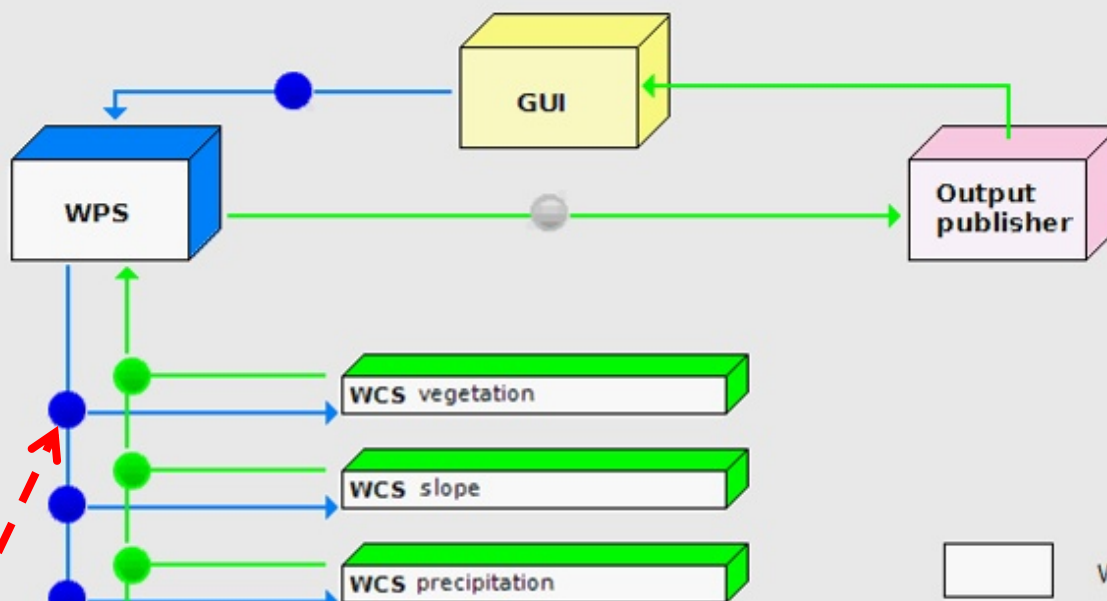 GUI
WPS
Output
publisher
WCS vegetation
WCS slope
WCS precipitation